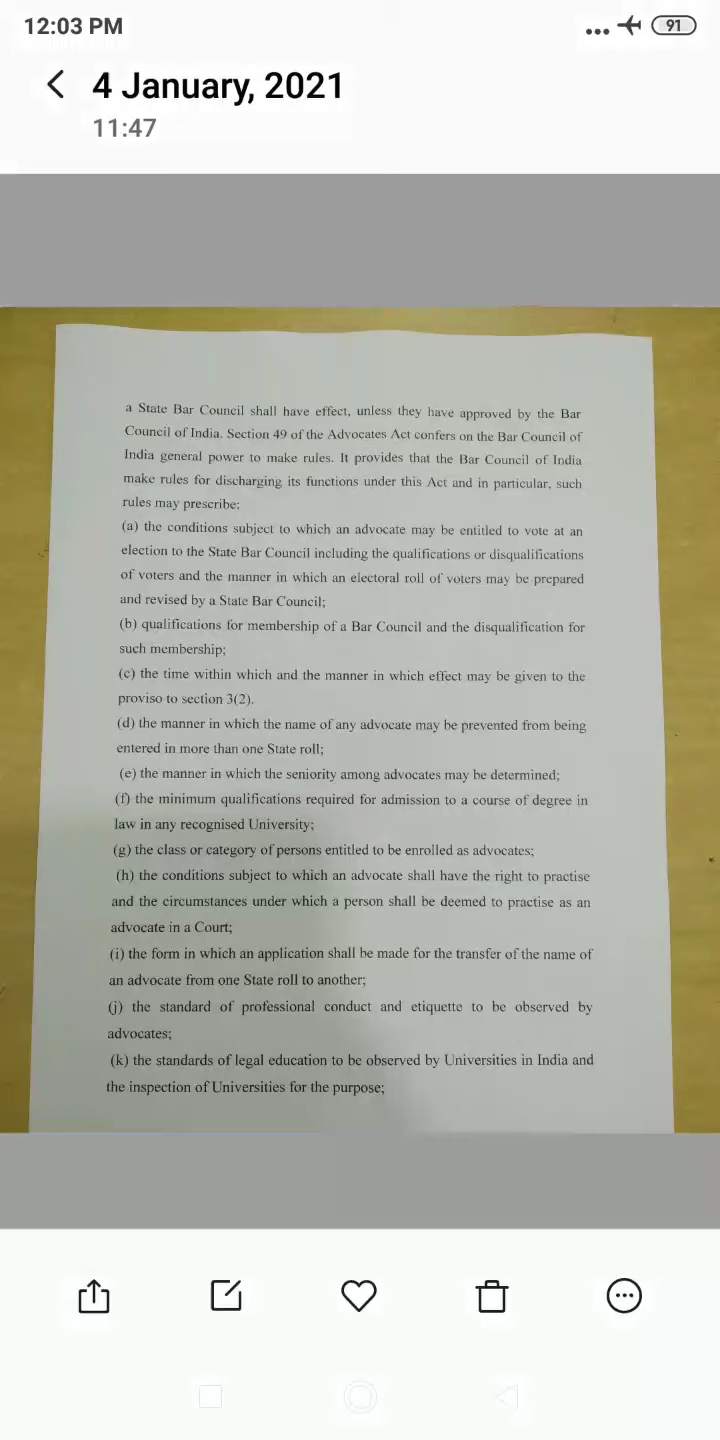 12:03 PM
91
4 January, 2021
11:47
a State Bar Council shall have effect, unless they have approved by the Bar
Council of India. Section 49 of the Advocates Act confers on the Bar Council of
India general power to make rules. It provides that the Bar Council of India
make rules for discharging its functions under this Act and in particular, such
rules may prescribe:
(a) the conditions subject to which an advocate may be entitled to vote at an
election to the State Bar Council including the qualifications or disqualifications
of voters and the manner in which an electoral roll of voters may be prepared
and revised by a State Bar Council;
(b) qualifications for membership of a Bar Council and the disqualification for
such membership;
(c) the time within which and the manner in which effect may be given to the
proviso to section 3(2).
(d) the manner in which the name of any advocate may be prevented from being
entered in more than one State roll;
(e) the manner in which the seniority among advocates may be determined;
(f) the minimum qualifications required for admission to a course of degree in
law in any recognised University;
(g) the class or category of persons entitled to be enrolled as advocates;
(h) the conditions subject to which an advocate shall have the right to practise
and the circumstances under which a person shall be deemed to practise as an
advocate in a Court;
(i) the form in which an application shall be made for the transfer of the name of
an advocate from one State roll to another;
(j) the standard of professional conduct and etiquette to be observed by
advocates;
(k) the standards of legal education to be observed by Universities in India and
the inspection of Universities for the purpose;